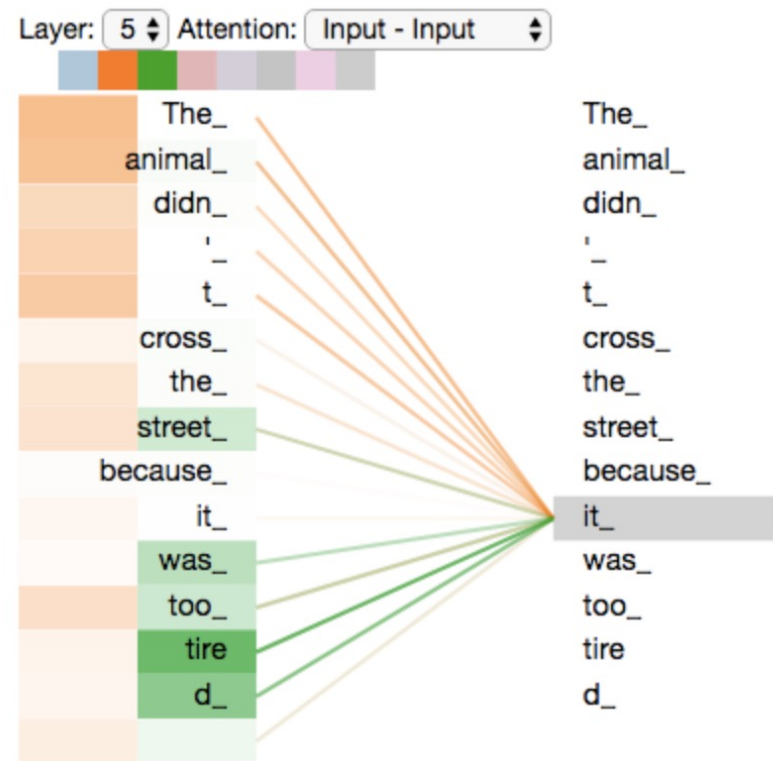 Layer: 5 Attention: Input - Input
The_ The_
animal_ animal_
didn_ didn_
'_ '_
t_ t_
cross_ cross_
the_ the_
street_ street_
because_ because_
it_ it_
was_ was_
too_ too_
tire tire
d_ d_